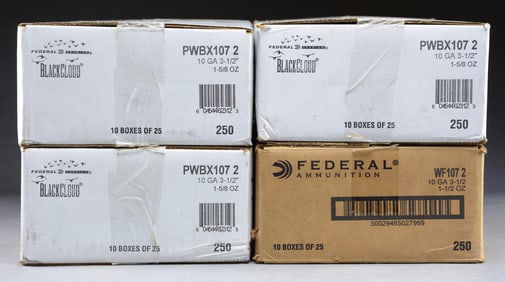 FEDERAL PREMIUM
BLACKCLOUD
PWBX107 2
10 GA 3-1/2"
1-5/8 OZ
10 BOXES OF 25
250
FEDERAL PREMIUM
BLACKCLOUD
PWBX107 2
10 GA 3-1/2"
1-5/8 OZ
10 BOXES OF 25
250
FEDERAL PREMIUM
BLACKCLOUD
PWBX107 2
10 GA 3-1/2"
1-5/8 OZ
10 BOXES OF 25
250
FEDERAL®
AMMUNITION
WF107 2
10 GA 3-1/2
1-1/2 OZ
50029465027969
10 BOXES OF 25
250